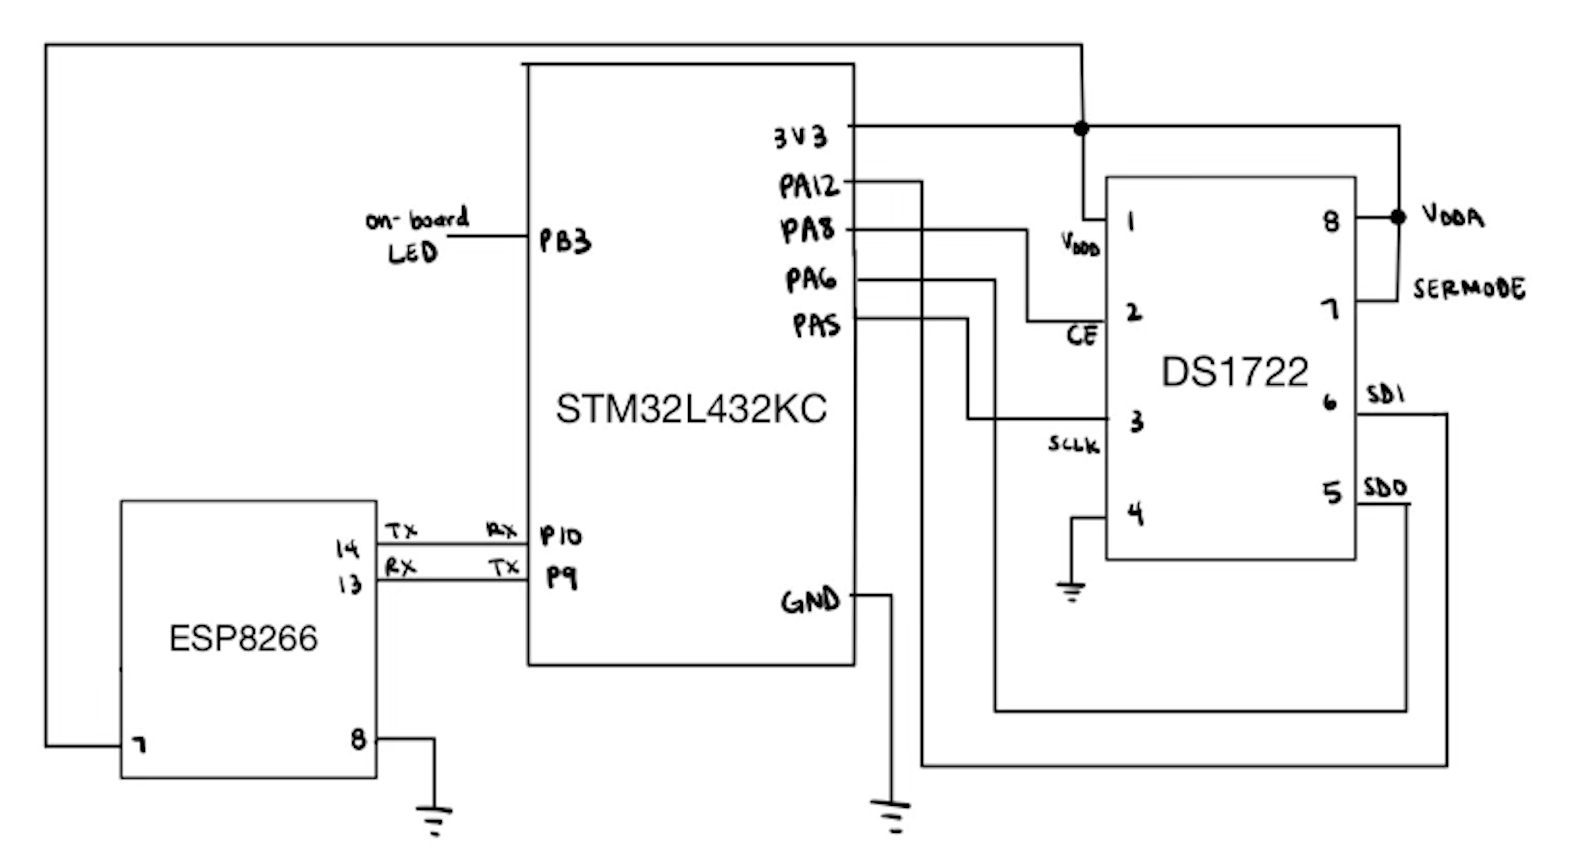 3V3
PA12
PA8
PA6
PA5
on-board
LED
PB3
STM32L432KC
P10
P9
GND
TX
RX
RX
TX
14
13
ESP8266
7
8
1
VDDD
2
CE
3
SCLK
4
DS1722
8
VDDA
7
SERMODE
6
SDI
5
SDO